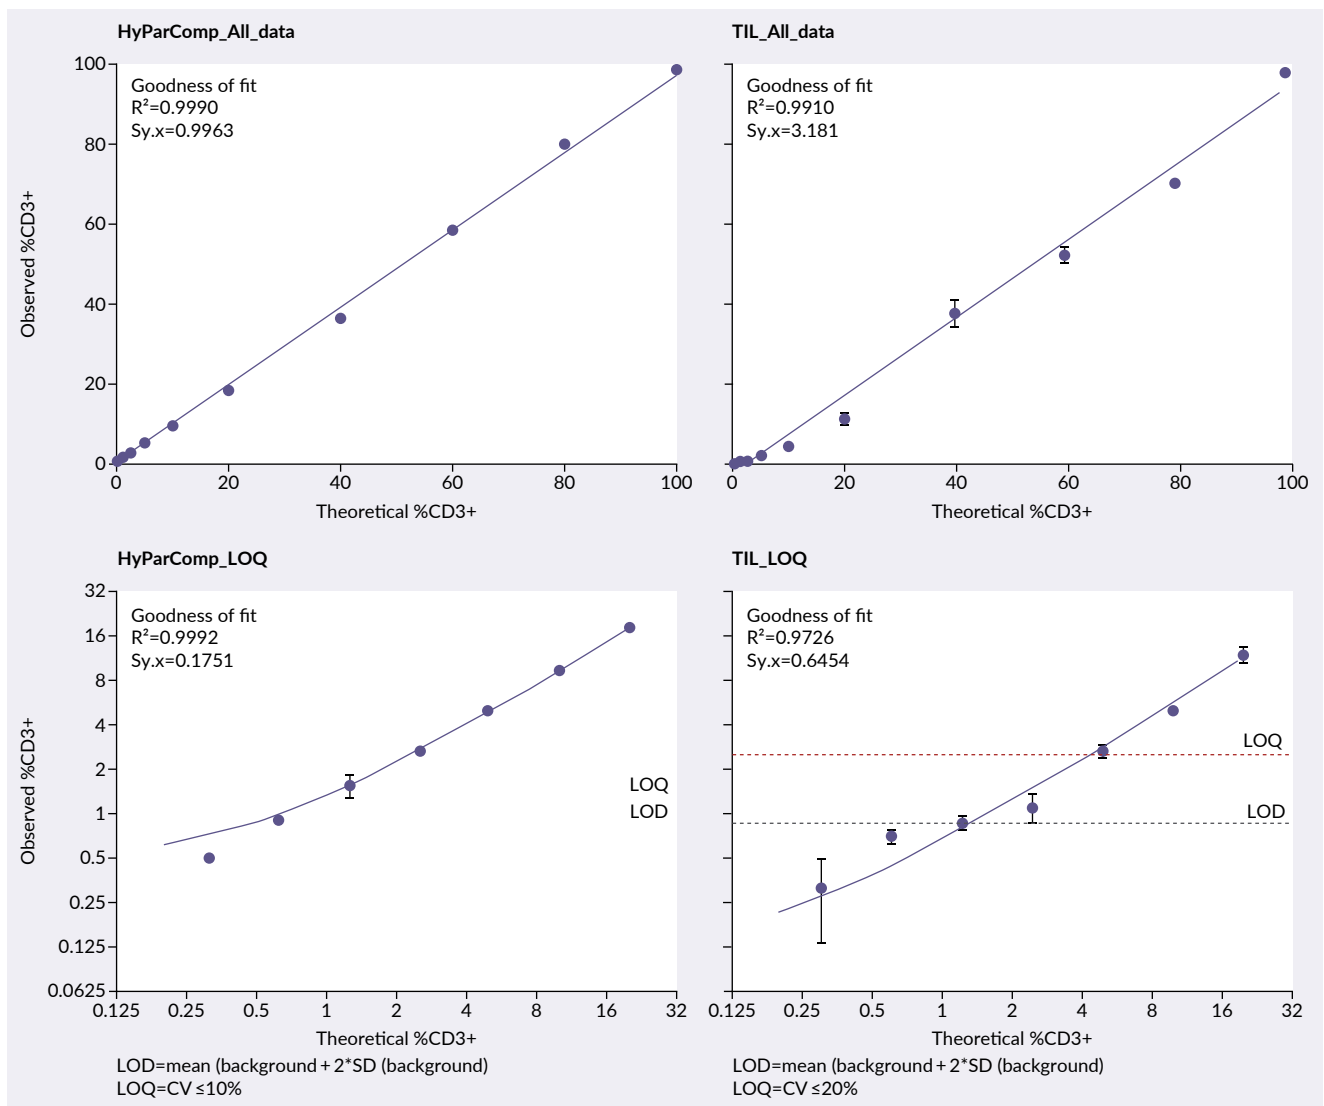 HyParComp_All_data
TIL_All_data
Goodness of fit
R²=0.9990
Sy.x=0.9963
Goodness of fit
R²=0.9910
Sy.x=3.181
Observed %CD3+
100
80
60
40
20
0
0 20 40 60 80 100
0 20 40 60 80 100
Theoretical %CD3+
Theoretical %CD3+
HyParComp_LOQ
TIL_LOQ
Goodness of fit
R²=0.9992
Sy.x=0.1751
Goodness of fit
R²=0.9726
Sy.x=0.6454
Observed %CD3+
32
16
8
4
2
1
0.5
0.25
0.125
0.0625
LOQ
LOD
LOQ
LOD
0.125 0.25 0.5 1 2 4 8 16 32
0.125 0.25 0.5 1 2 4 8 16 32
Theoretical %CD3+
Theoretical %CD3+
LOD=mean (background + 2*SD (background)
LOQ=CV ≤10%
LOD=mean (background + 2*SD (background)
LOQ=CV ≤20%